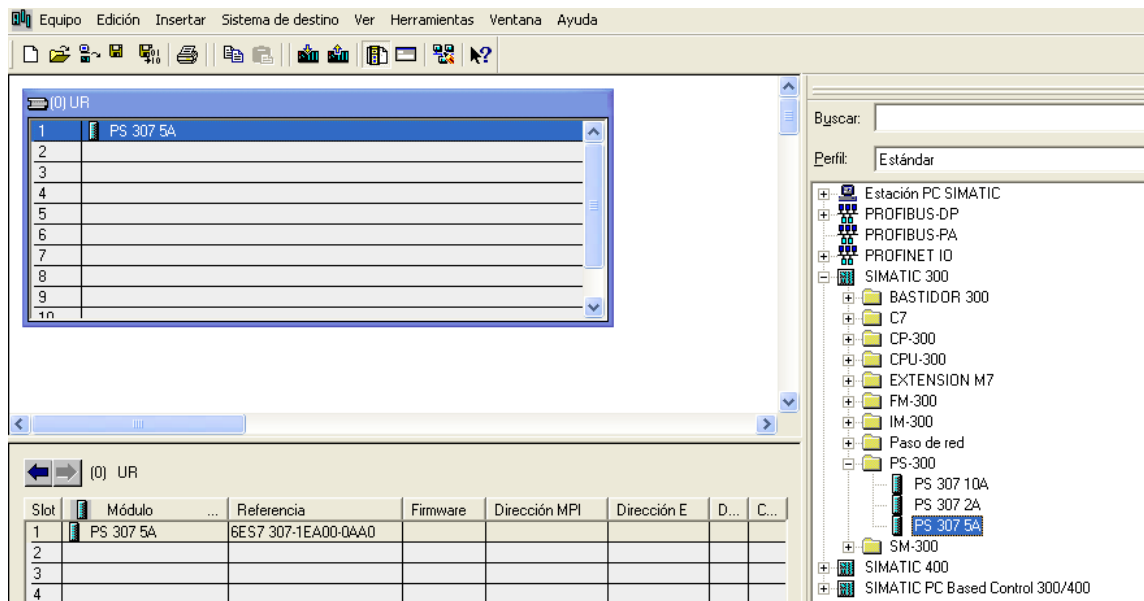 Equipo Edición Insertar Sistema de destino Ver Herramientas Ventana Ayuda
(0) UR
1 PS 307 5A
2
3
4
5
6
7
8
9
10
(0) UR
Slot Módulo ... Referencia Firmware Dirección MPI Dirección E D... C...
1 PS 307 5A 6ES7 307-1EA00-0AA0
2
3
4
Buscar:
Perfil: Estándar
Estación PC SIMATIC
PROFIBUS-DP
PROFIBUS-PA
PROFINET IO
SIMATIC 300
BASTIDOR 300
C7
CP-300
CPU-300
EXTENSION M7
FM-300
IM-300
Paso de red
PS-300
PS 307 10A
PS 307 2A
PS 307 5A
SM-300
SIMATIC 400
SIMATIC PC Based Control 300/400